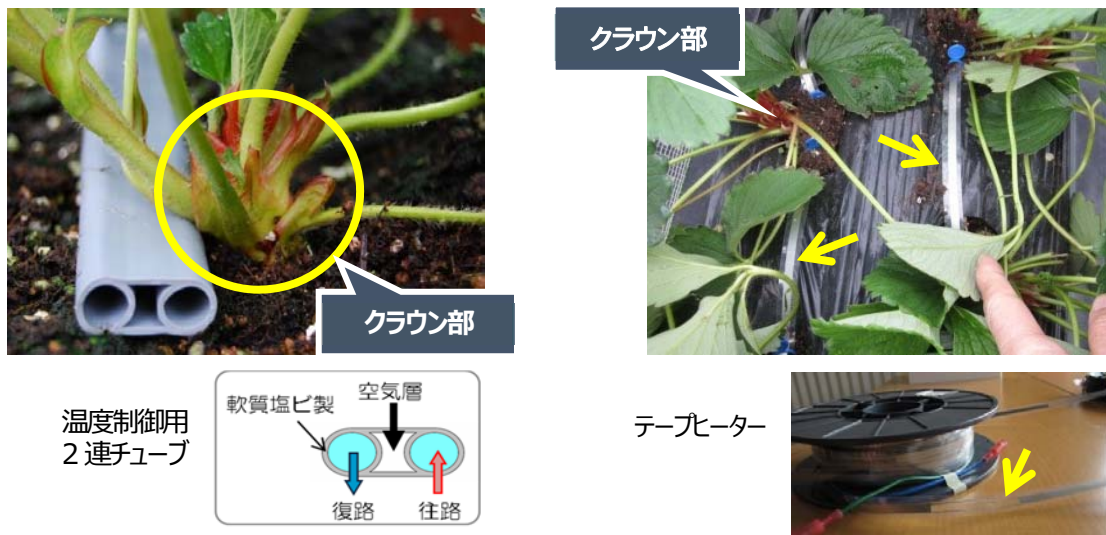 クラウン部
クラウン部
温度制御用
２連チューブ
軟質塩ビ製
空気層
復路
往路
テープヒーター